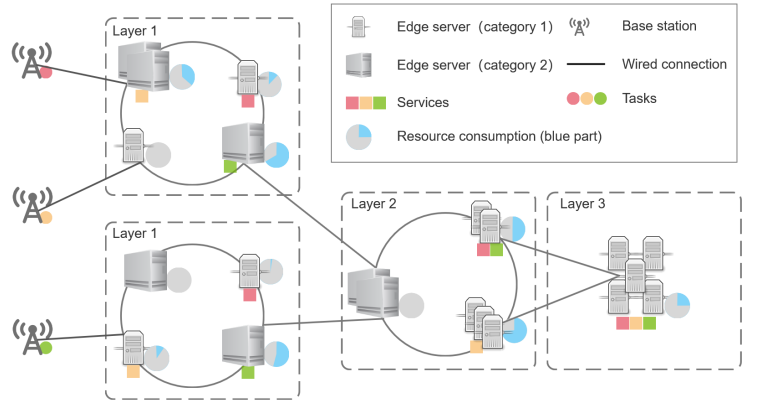 Edge server (category 1)
Base station
Edge server (category 2)
Wired connection
Services
Tasks
Resource consumption (blue part)
Layer 1
Layer 1
Layer 2
Layer 3